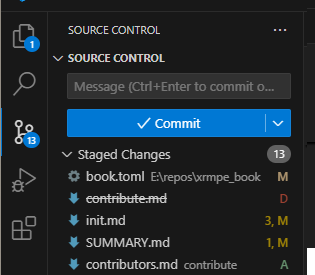 SOURCE CONTROL ...
1
SOURCE CONTROL
Message (Ctrl+Enter to commit o...
Commit
13
Staged Changes 13
book.toml E:\repos\xrmpe_book M
contribute.md D
init.md 3, M
SUMMARY.md 1, M
contributors.md contribute A